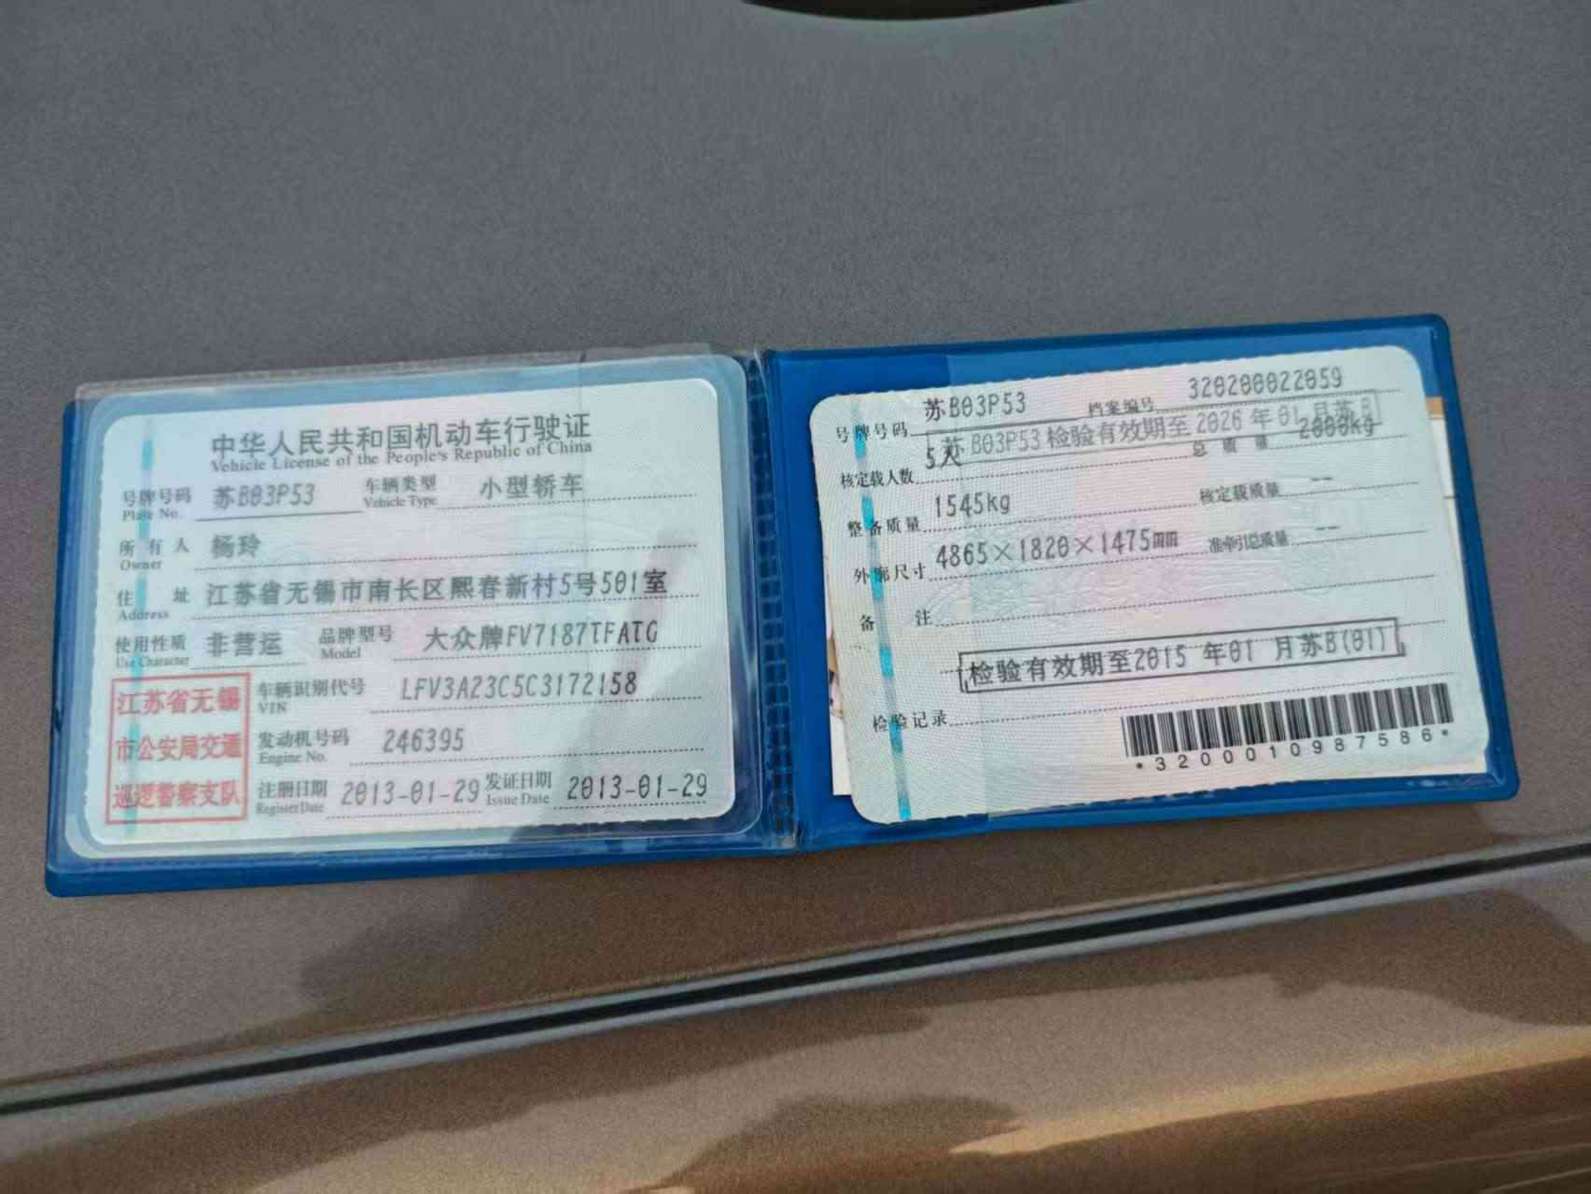 中华人民共和国机动车行驶证
Vehicle License of the People's Republic of China
号牌号码 苏B03P53 车辆类型 小型轿车
Plate No. Vehicle Type
所有人 杨玲
Owner
住址 江苏省无锡市南长区熙春新村5号501室
Address
使用性质 非营运 品牌型号 大众牌FV7187TFATG
Use Character Model
江苏省无锡
市公安局交通
巡逻警察支队
车辆识别代号 LFV3A23C5C3172158
VIN
发动机号码 246395
Engine No.
注册日期 2013-01-29 发证日期 2013-01-29
Register Date Issue Date
号牌号码 苏B03P53 档案编号 320200022059
苏B03P53检验有效期至2026年01月苏B
核定载人数 5人 总质量 2000kg
整备质量 1545kg 核定载质量 --
外廓尺寸 4865×1820×1475mm 准牵引总质量 --
备注
检验有效期至2015年01月苏B(01)
检验记录
*3200010987586*